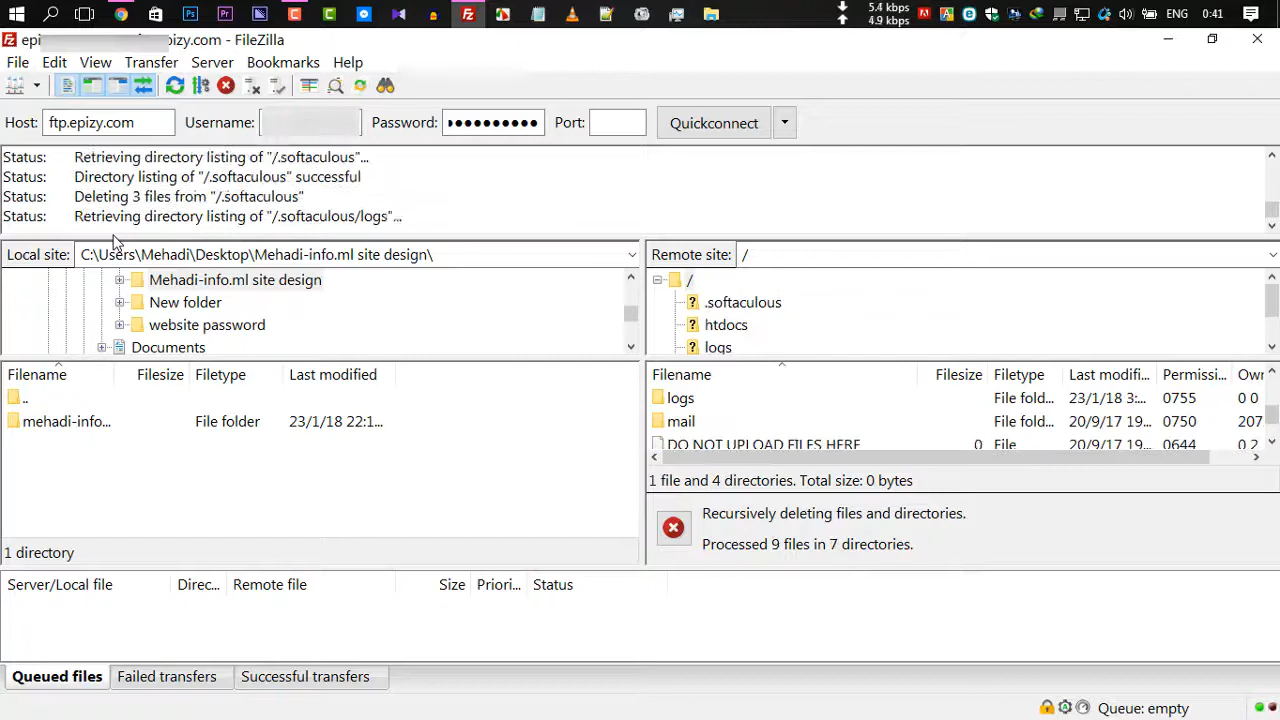 5.4 kbps
4.9 kbps
ENG
0:41
epi epizy.com - FileZilla
File Edit View Transfer Server Bookmarks Help
Host: ftp.epizy.com Username: Password: ●●●●●●●●●● Port: Quickconnect
Status: Retrieving directory listing of "/.softaculous"...
Status: Directory listing of "/.softaculous" successful
Status: Deleting 3 files from "/.softaculous"
Status: Retrieving directory listing of "/.softaculous/logs"...
Local site: C:\Users\Mehadi\Desktop\Mehadi-info.ml site design\
Mehadi-info.ml site design
New folder
website password
Documents
Remote site: /
/
.softaculous
htdocs
logs
Filename Filesize Filetype Last modified
..
mehadi-info... File folder 23/1/18 22:1...
1 directory
Filename Filesize Filetype Last modifi... Permissi... Owr
logs File fold... 23/1/18 3:... 0755 0 0
mail File fold... 20/9/17 19... 0750 207
DO NOT UPLOAD FILES HERE 0 File 20/9/17 19... 0644 0 2
1 file and 4 directories. Total size: 0 bytes
Recursively deleting files and directories.
Processed 9 files in 7 directories.
Server/Local file Direc... Remote file Size Priori... Status
Queued files Failed transfers Successful transfers
Queue: empty